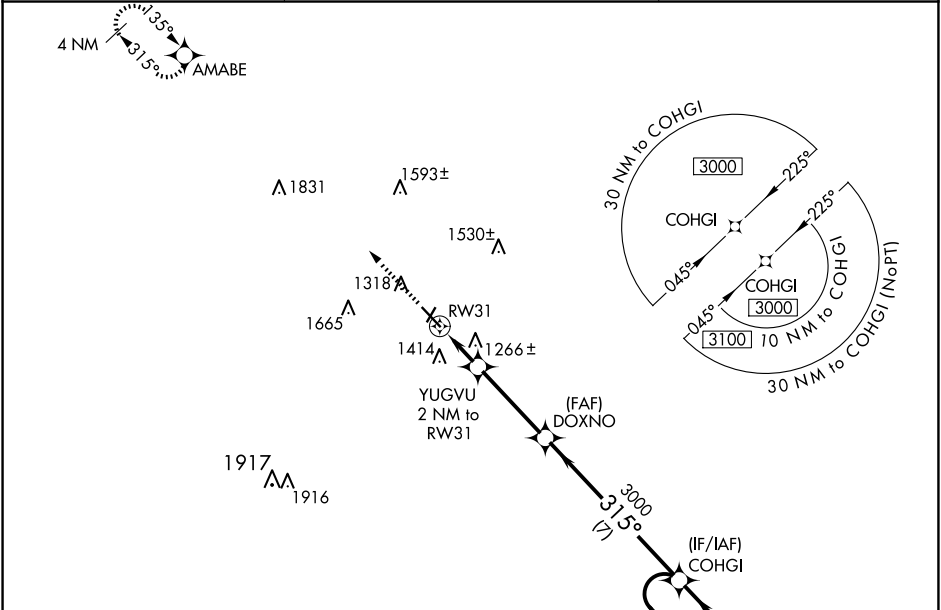 135°
4 NM
315°
AMABE
30 NM to COHGI
3000
225°
COHGI
045°
225°
COHGI
3000
045°
3100
10 NM to COHGI
30 NM to COHGI (NoPT)
1831
1593±
1530±
1318
1665
RW31
1414
1266±
YUGVU
2 NM to
RW31
(FAF)
DOXNO
1917
1916
3000
315°
(7)
(IF/IAF)
COHGI